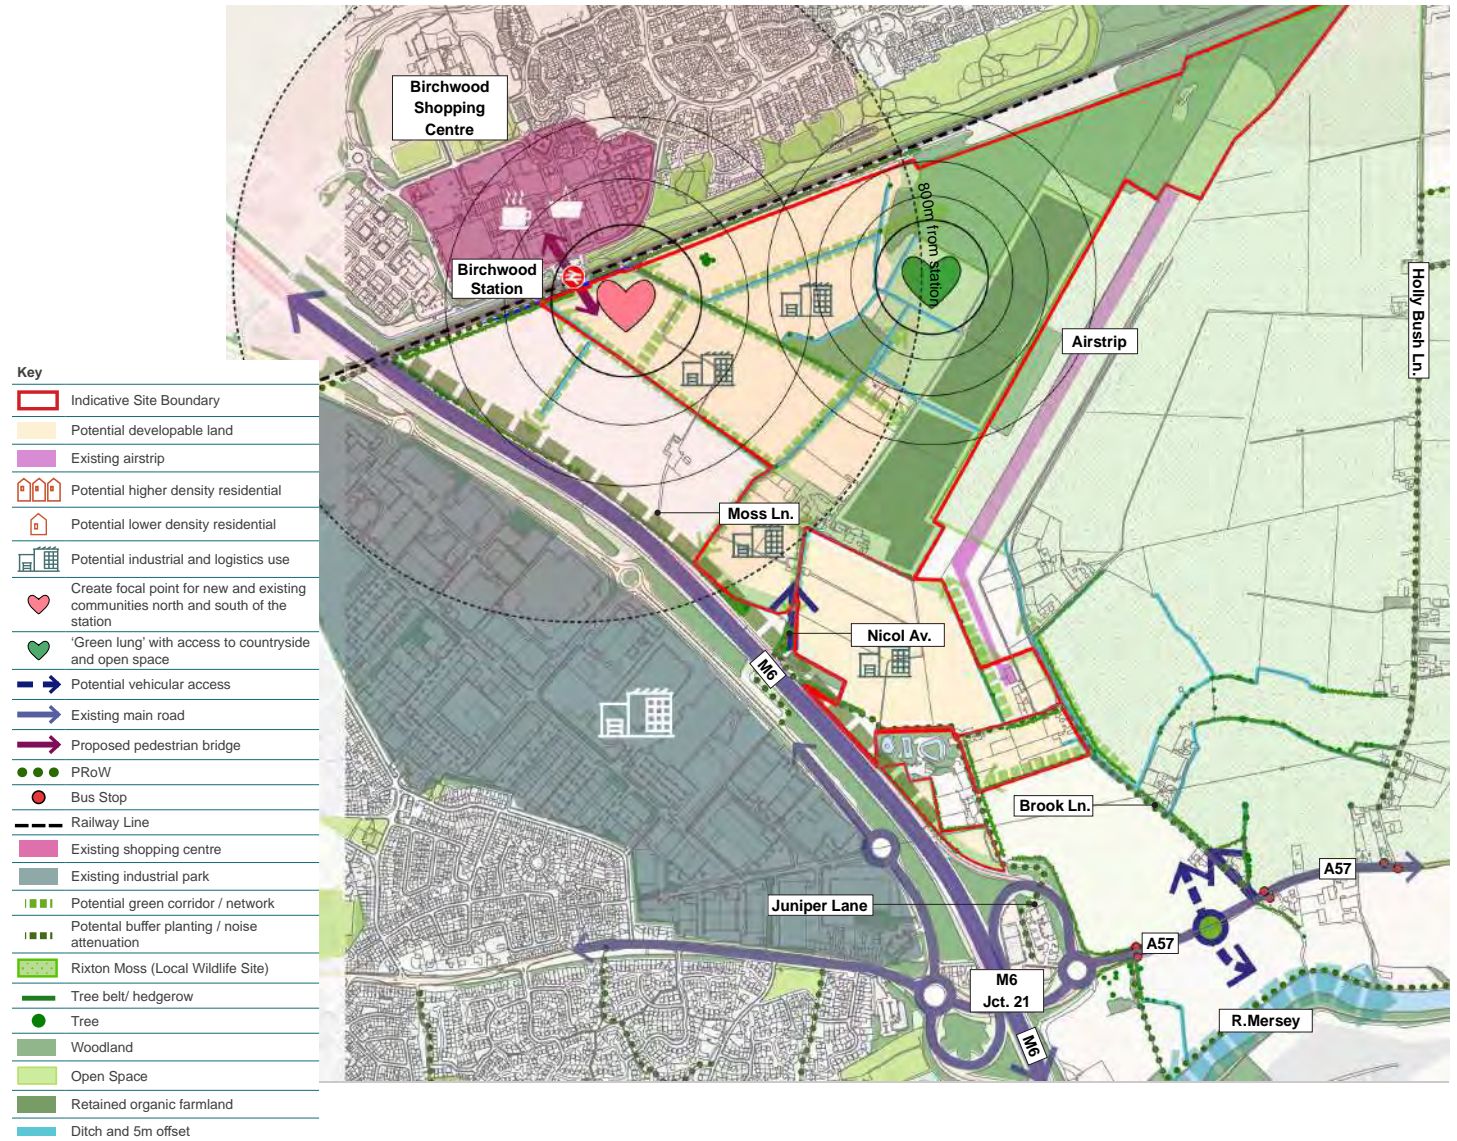 Birchwood
Shopping
Centre
Birchwood
Station
800m from station
Airstrip
Holly Bush Ln.
Moss Ln.
Nicol Av.
M6
Brook Ln.
Juniper Lane
A57
A57
M6
Jct. 21
M6
R.Mersey
Key
Indicative Site Boundary
Potential developable land
Existing airstrip
Potential higher density residential
Potential lower density residential
Potential industrial and logistics use
Create focal point for new and existing
communities north and south of the
station
‘Green lung’ with access to countryside
and open space
Potential vehicular access
Existing main road
Proposed pedestrian bridge
PRoW
Bus Stop
Railway Line
Existing shopping centre
Existing industrial park
Potential green corridor / network
Potental buffer planting / noise
attenuation
Rixton Moss (Local Wildlife Site)
Tree belt/ hedgerow
Tree
Woodland
Open Space
Retained organic farmland
Ditch and 5m offset